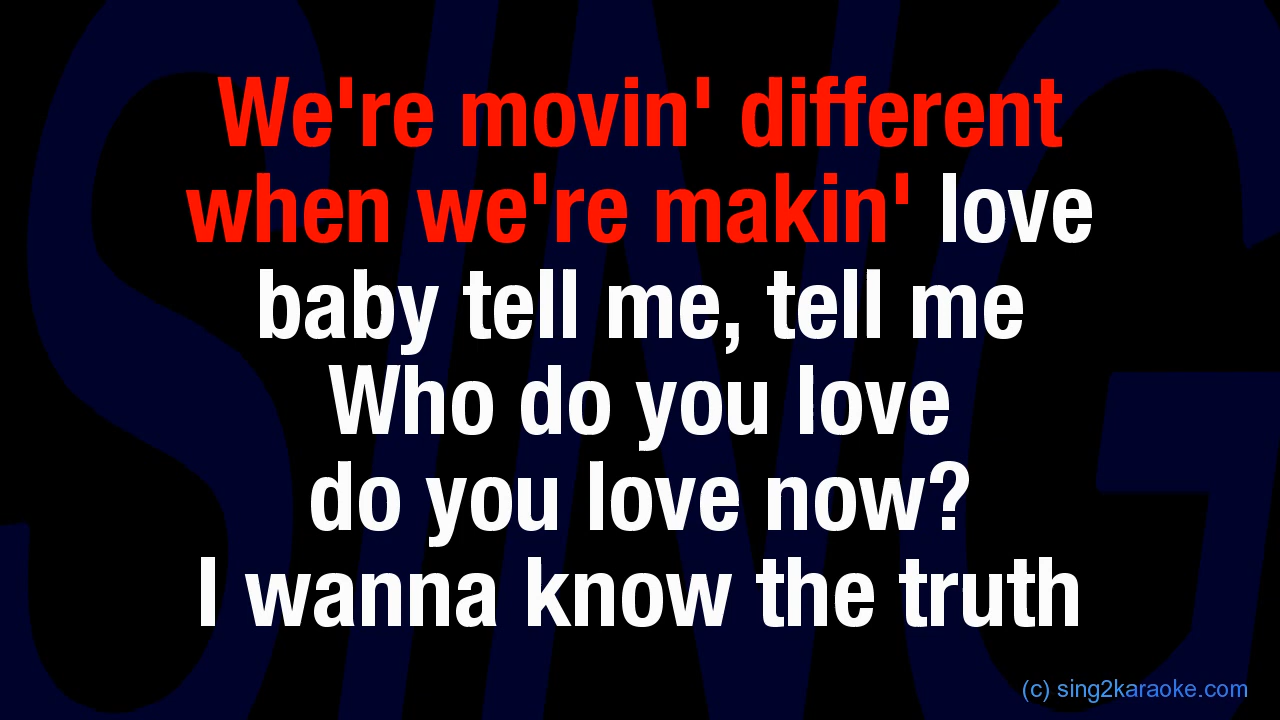 We're movin' different
when we're makin' love
baby tell me, tell me
Who do you love
do you love now?
I wanna know the truth
(c) sing2karaoke.com
SING